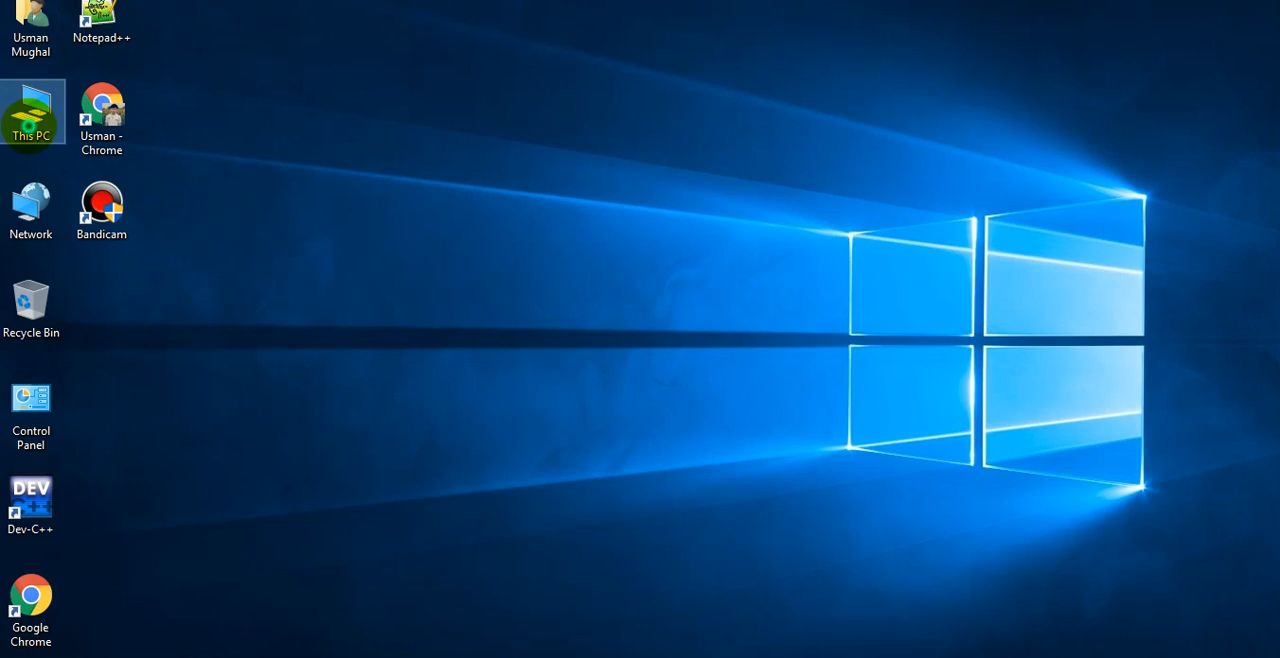 Usman
Mughal
Notepad++
This PC
Usman -
Chrome
Network
Bandicam
Recycle Bin
Control
Panel
DEV
C++
Dev-C++
Google
Chrome